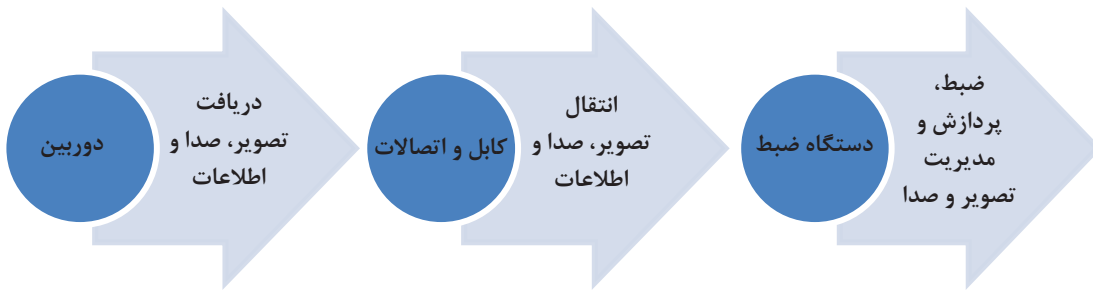 دوربین
دریافت
تصویر، صدا و
اطلاعات
کابل و اتصالات
انتقال
تصویر، صدا و
اطلاعات
دستگاه ضبط
ضبط،
پردازش و
مدیریت
تصویر و صدا